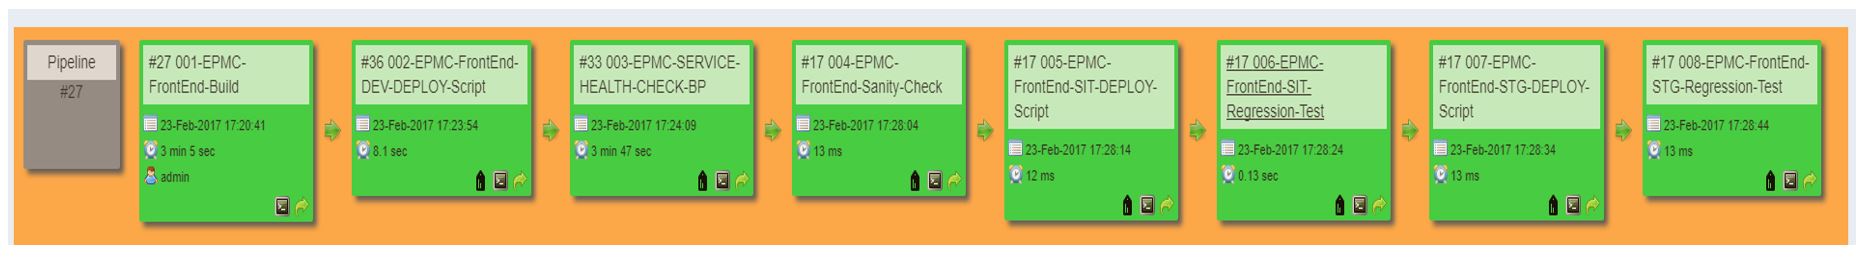 Pipeline
#27
#27 001-EPMC-
FrontEnd-Build
23-Feb-2017 17:20:41
3 min 5 sec
admin
#36 002-EPMC-FrontEnd-
DEV-DEPLOY-Script
23-Feb-2017 17:23:54
8.1 sec
#33 003-EPMC-SERVICE-
HEALTH-CHECK-BP
23-Feb-2017 17:24:09
3 min 47 sec
#17 004-EPMC-
FrontEnd-Sanity-Check
23-Feb-2017 17:28:04
13 ms
#17 005-EPMC-
FrontEnd-SIT-DEPLOY-
Script
23-Feb-2017 17:28:14
12 ms
#17 006-EPMC-
FrontEnd-SIT-
Regression-Test
23-Feb-2017 17:28:24
0.13 sec
#17 007-EPMC-
FrontEnd-STG-DEPLOY-
Script
23-Feb-2017 17:28:34
13 ms
#17 008-EPMC-FrontEnd-
STG-Regression-Test
23-Feb-2017 17:28:44
13 ms